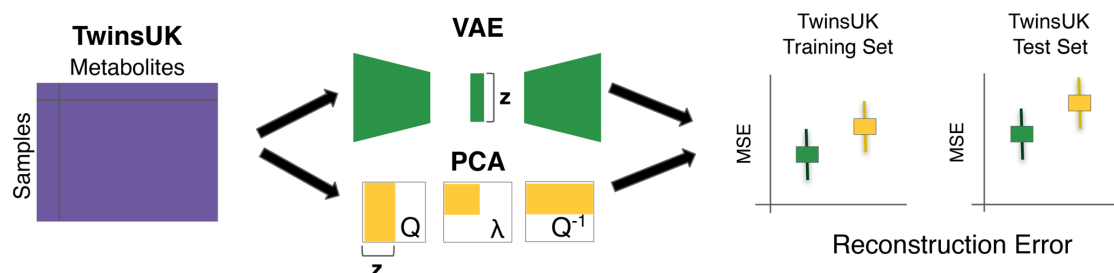 TwinsUK
Metabolites
Samples
VAE
z
PCA
Q
λ
Q⁻¹
z
TwinsUK
Training Set
MSE
TwinsUK
Test Set
MSE
Reconstruction Error